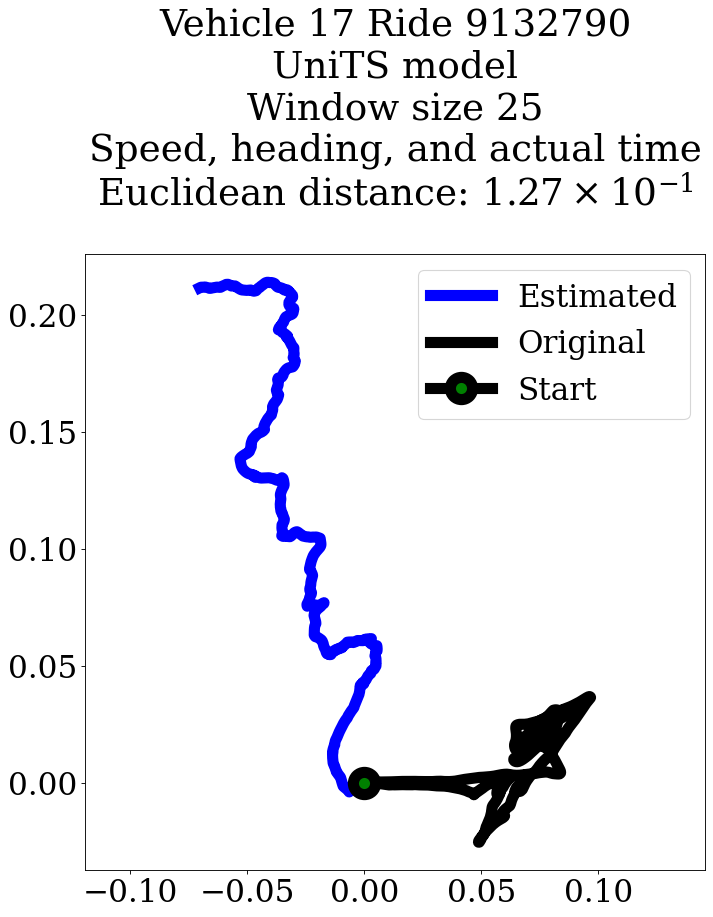 Vehicle 17 Ride 9132790
UniTS model
Window size 25
Speed, heading, and actual time
Euclidean distance: 1.27 × 10⁻¹
Estimated
Original
Start
0.20
0.15
0.10
0.05
0.00
−0.10 −0.05 0.00 0.05 0.10